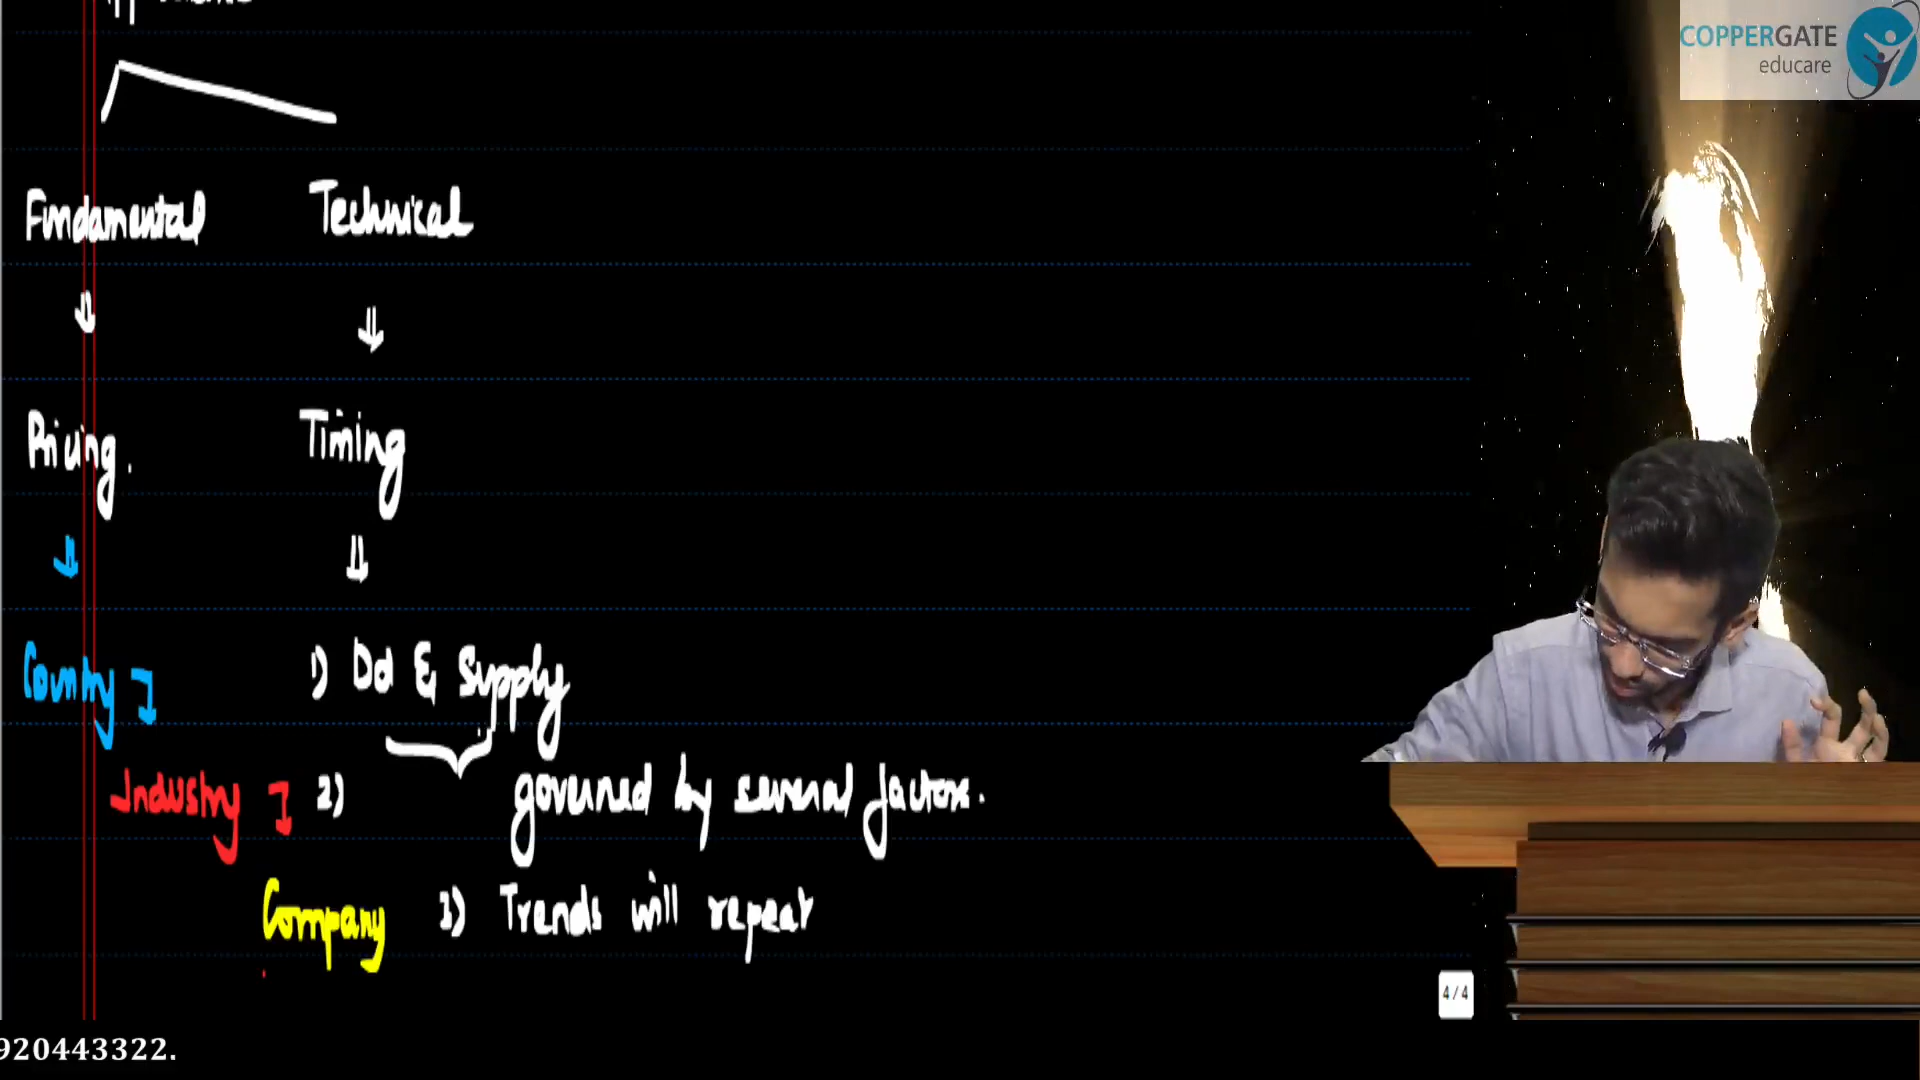 COPPERGATE
educare
Fundamental Technical
Pricing. Timing
Country 1) Dd & Supply
Industry 2) governed by several factors.
Company 3) Trends will repeat
4/4
920443322.